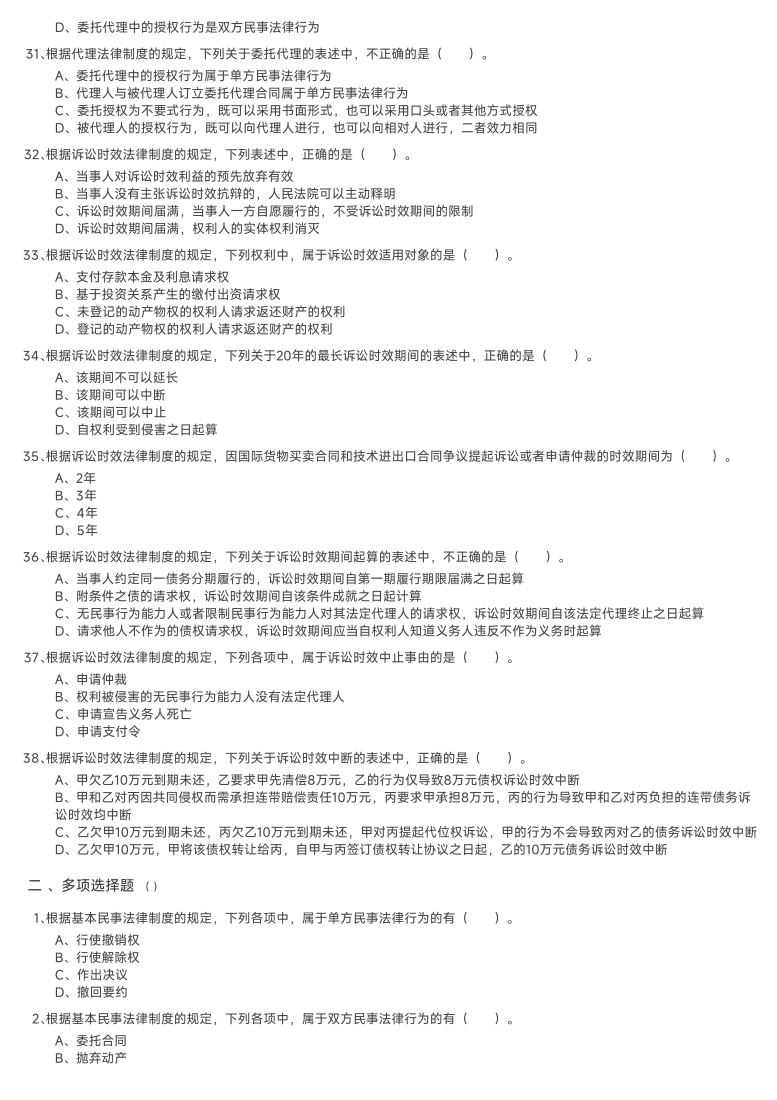 D、委托代理中的授权行为是双方民事法律行为
31、根据代理法律制度的规定，下列关于委托代理的表述中，不正确的是（　　）。
A、委托代理中的授权行为属于单方民事法律行为
B、代理人与被代理人订立委托代理合同属于单方民事法律行为
C、委托授权为不要式行为，既可以采用书面形式，也可以采用口头或者其他方式授权
D、被代理人的授权行为，既可以向代理人进行，也可以向相对人进行，二者效力相同
32、根据诉讼时效法律制度的规定，下列表述中，正确的是（　　）。
A、当事人对诉讼时效利益的预先放弃有效
B、当事人没有主张诉讼时效抗辩的，人民法院可以主动释明
C、诉讼时效期间届满，当事人一方自愿履行的，不受诉讼时效期间的限制
D、诉讼时效期间届满，权利人的实体权利消灭
33、根据诉讼时效法律制度的规定，下列权利中，属于诉讼时效适用对象的是（　　）。
A、支付存款本金及利息请求权
B、基于投资关系产生的缴付出资请求权
C、未登记的动产物权的权利人请求返还财产的权利
D、登记的动产物权的权利人请求返还财产的权利
34、根据诉讼时效法律制度的规定，下列关于20年的最长诉讼时效期间的表述中，正确的是（　　）。
A、该期间不可以延长
B、该期间可以中断
C、该期间可以中止
D、自权利受到侵害之日起算
35、根据诉讼时效法律制度的规定，因国际货物买卖合同和技术进出口合同争议提起诉讼或者申请仲裁的时效期间为（　　）。
A、2年
B、3年
C、4年
D、5年
36、根据诉讼时效法律制度的规定，下列关于诉讼时效期间起算的表述中，不正确的是（　　）。
A、当事人约定同一债务分期履行的，诉讼时效期间自第一期履行期限届满之日起算
B、附条件之债的请求权，诉讼时效期间自该条件成就之日起计算
C、无民事行为能力人或者限制民事行为能力人对其法定代理人的请求权，诉讼时效期间自该法定代理终止之日起算
D、请求他人不作为的债权请求权，诉讼时效期间应当自权利人知道义务人违反不作为义务时起算
37、根据诉讼时效法律制度的规定，下列各项中，属于诉讼时效中止事由的是（　　）。
A、申请仲裁
B、权利被侵害的无民事行为能力人没有法定代理人
C、申请宣告义务人死亡
D、申请支付令
38、根据诉讼时效法律制度的规定，下列关于诉讼时效中断的表述中，正确的是（　　）。
A、甲欠乙10万元到期未还，乙要求甲先清偿8万元，乙的行为仅导致8万元债权诉讼时效中断
B、甲和乙对丙因共同侵权而需承担连带赔偿责任10万元，丙要求甲承担8万元，丙的行为导致甲和乙对丙负担的连带债务诉
讼时效均中断
C、乙欠甲10万元到期未还，丙欠乙10万元到期未还，甲对丙提起代位权诉讼，甲的行为不会导致丙对乙的债务诉讼时效中断
D、乙欠甲10万元，甲将该债权转让给丙，自甲与丙签订债权转让协议之日起，乙的10万元债务诉讼时效中断
二 、多项选择题 （ ）
1、根据基本民事法律制度的规定，下列各项中，属于单方民事法律行为的有（　　）。
A、行使撤销权
B、行使解除权
C、作出决议
D、撤回要约
2、根据基本民事法律制度的规定，下列各项中，属于双方民事法律行为的有（　　）。
A、委托合同
B、抛弃动产